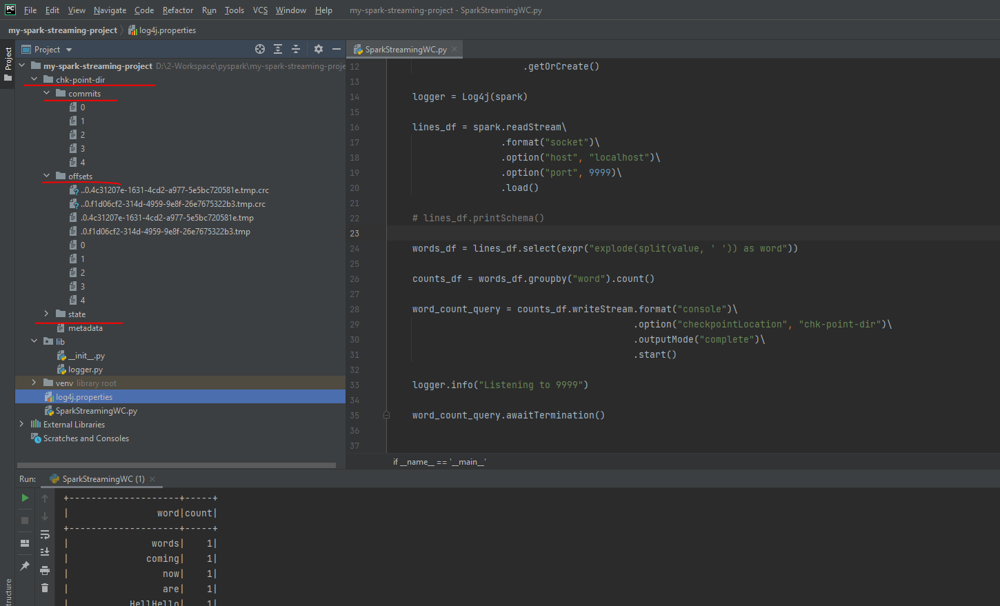 PC File Edit View Navigate Code Refactor Run Tools VCS Window Help my-spark-streaming-project - SparkStreamingWC.py
my-spark-streaming-project log4j.properties
Project
Project
my-spark-streaming-project D:\2-Workspace\pyspark\my-spark-streaming-proje
chk-point-dir
commits
0
1
2
3
4
offsets
..0.4c31207e-1631-4cd2-a977-5e5bc720581e.tmp.crc
..0.f1d06cf2-314d-4959-9e8f-26e7675322b3.tmp.crc
.0.4c31207e-1631-4cd2-a977-5e5bc720581e.tmp
.0.f1d06cf2-314d-4959-9e8f-26e7675322b3.tmp
0
1
2
3
4
state
metadata
lib
__init__.py
logger.py
venv library root
log4j.properties
SparkStreamingWC.py
External Libraries
Scratches and Consoles
SparkStreamingWC.py
12 .getOrCreate()
13
14 logger = Log4j(spark)
15
16 lines_df = spark.readStream\
17 .format("socket")\
18 .option("host", "localhost")\
19 .option("port", 9999)\
20 .load()
21
22 # lines_df.printSchema()
23
24 words_df = lines_df.select(expr("explode(split(value, ' ')) as word"))
25
26 counts_df = words_df.groupby("word").count()
27
28 word_count_query = counts_df.writeStream.format("console")\
29 .option("checkpointLocation", "chk-point-dir")\
30 .outputMode("complete")\
31 .start()
32
33 logger.info("Listening to 9999")
34
35 word_count_query.awaitTermination()
36
37
if __name__ == '__main__'
Run: SparkStreamingWC (1)
+--------------------+-----+
| word|count|
+--------------------+-----+
| words| 1|
| coming| 1|
| now| 1|
| are| 1|
| HellHello| 1|
ructure